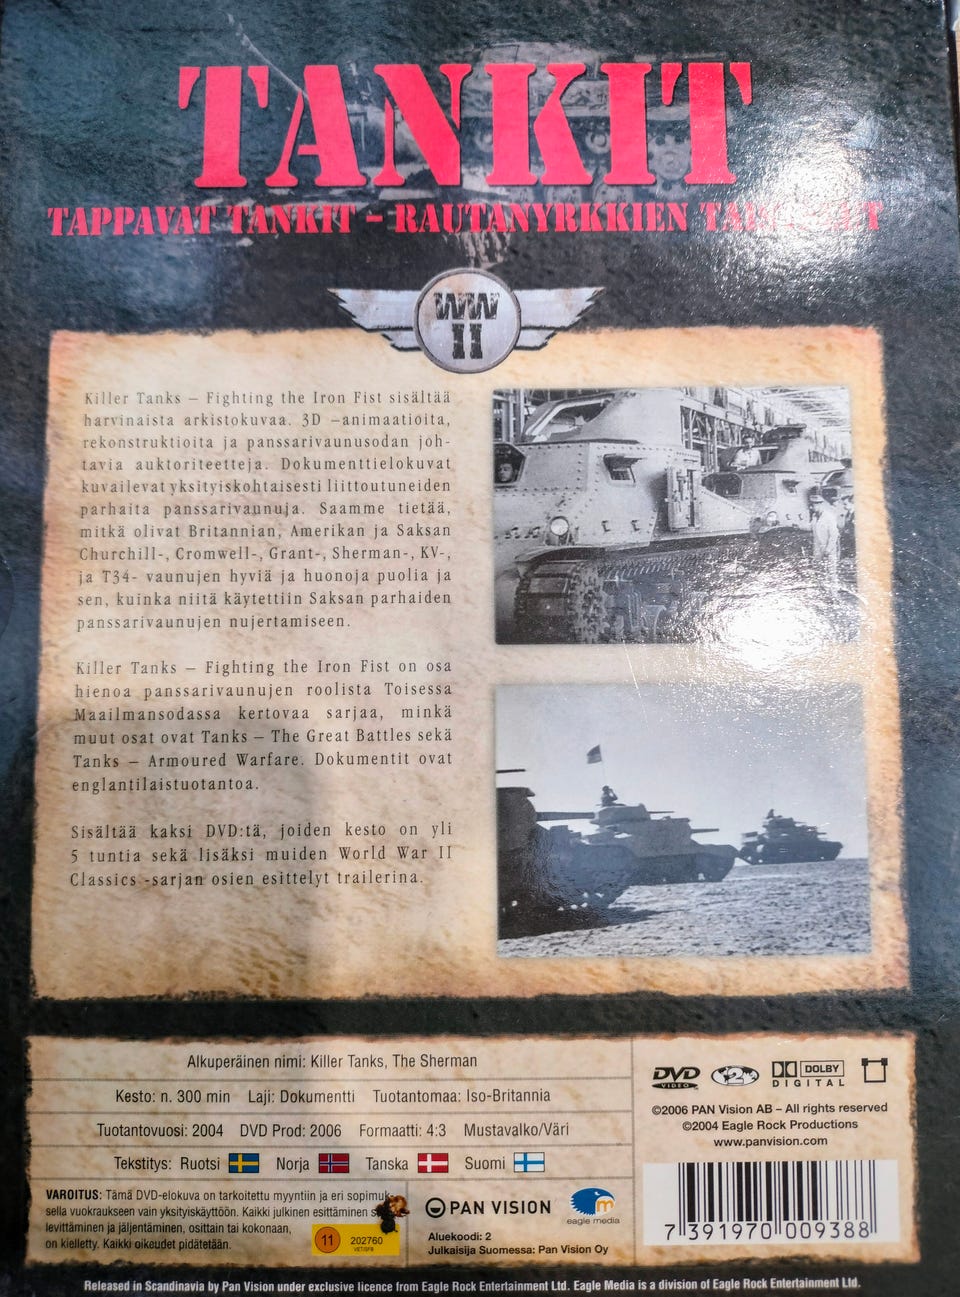 TANKIT
TAPPAVAT TANKIT – RAUTANYRKKIEN
WW
II
Killer Tanks – Fighting the Iron Fist sisältää
harvinaista arkistokuvaa. 3D –animaatioita,
rekonstruktioita ja panssarivaunusodan joh-
tavia auktoriteetteja. Dokumenttielokuvat
kuvailevat yksityiskohtaisesti liittoutuneiden
parhaita panssarivaunuja. Saamme tietää,
mitkä olivat Britannian, Amerikan ja Saksan
Churchill-, Cromwell-, Grant-, Sherman-, KV-,
ja T34- vaunujen hyviä ja huonoja puolia ja
sen, kuinka niitä käytettiin Saksan parhaiden
panssarivaunujen nujertamiseen.
Killer Tanks – Fighting the Iron Fist on osa
hienoa panssarivaunujen roolista Toisessa
Maailmansodassa kertovaa sarjaa, minkä
muut osat ovat Tanks – The Great Battles sekä
Tanks – Armoured Warfare. Dokumentit ovat
englantilaistuotantoa.
Sisältää kaksi DVD:tä, joiden kesto on yli
5 tuntia sekä lisäksi muiden World War II
Classics -sarjan osien esittelyt trailerina.
Alkuperäinen nimi: Killer Tanks, The Sherman
Kesto: n. 300 min Laji: Dokumentti Tuotantomaa: Iso-Britannia
Tuotantovuosi: 2004 DVD Prod: 2006 Formaatti: 4:3 Mustavalko/Väri
Tekstitys: Ruotsi Norja Tanska Suomi
VAROITUS: Tämä DVD-elokuva on tarkoitettu myyntiin ja eri sopimuk-
sella vuokraukseen vain yksityiskäyttöön. Kaikki julkinen esittäminen
levittäminen ja jäljentäminen, osittain tai kokonaan,
on kielletty. Kaikki oikeudet pidätetään.
11 202760
VET/SFB
PAN VISION
eagle media
Aluekoodi: 2
Julkaisija Suomessa: Pan Vision Oy
DVD VIDEO 2 DOLBY DIGITAL
©2006 PAN Vision AB – All rights reserved
©2004 Eagle Rock Productions
www.panvision.com
7 391970 009388
Released in Scandinavia by Pan Vision under exclusive licence from Eagle Rock Entertainment Ltd. Eagle Media is a division of Eagle Rock Entertainment Ltd.